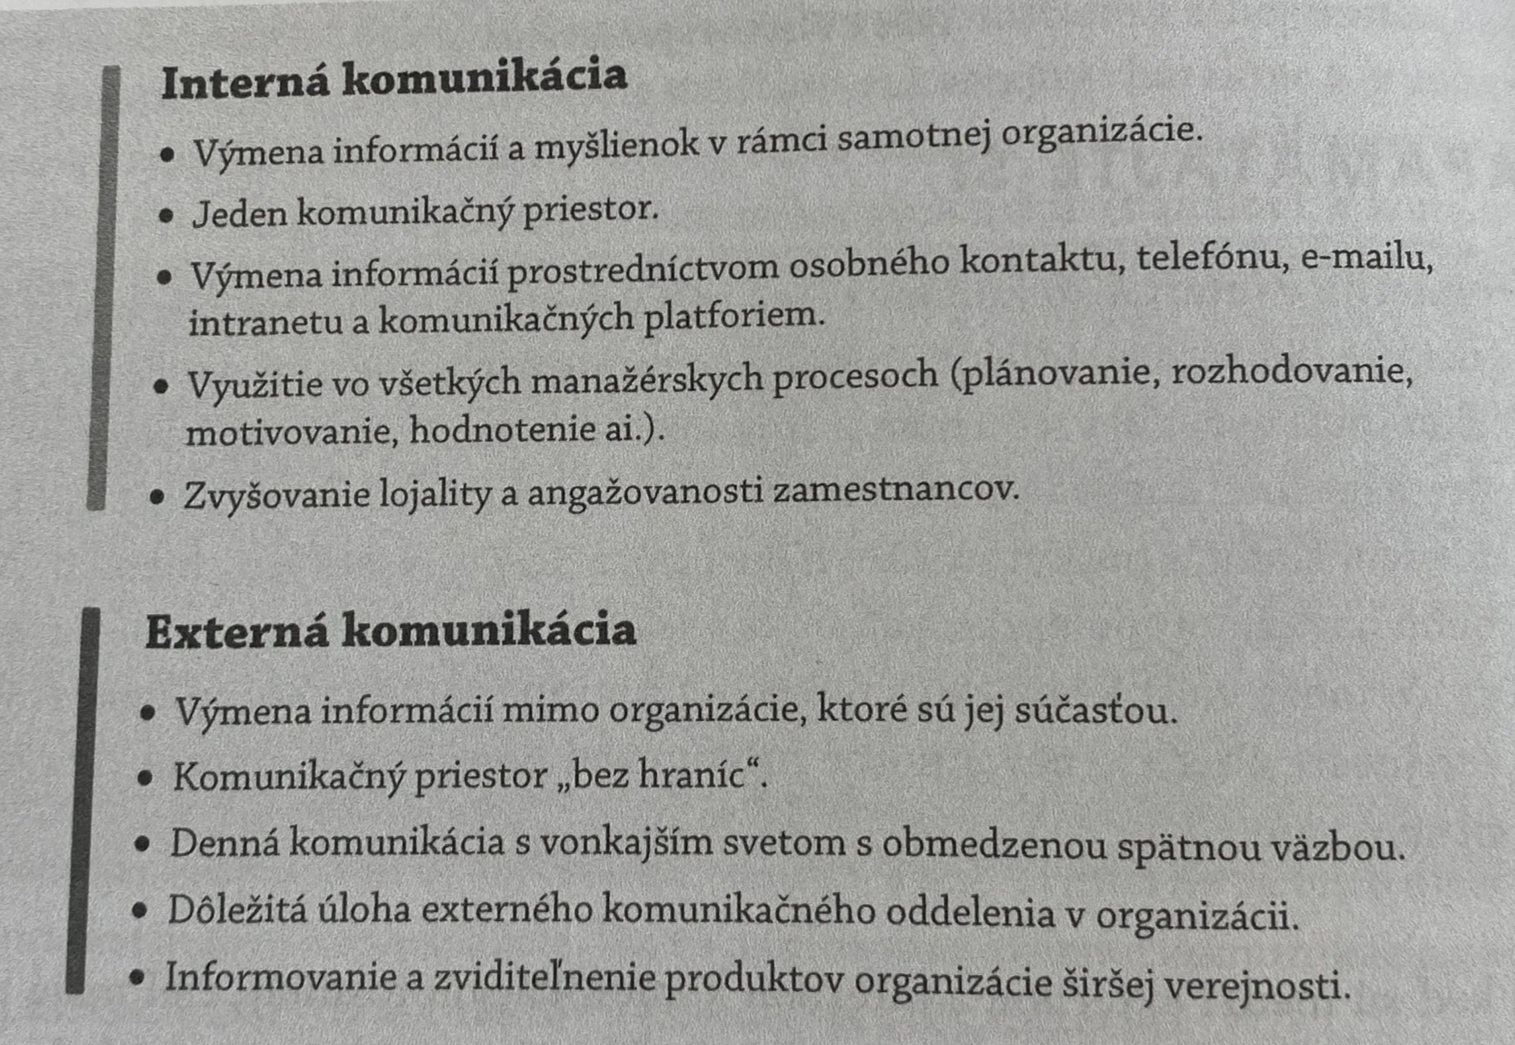 Interná komunikácia
• Výmena informácií a myšlienok v rámci samotnej organizácie.
• Jeden komunikačný priestor.
• Výmena informácií prostredníctvom osobného kontaktu, telefónu, e-mailu,
intranetu a komunikačných platforiem.
• Využitie vo všetkých manažérskych procesoch (plánovanie, rozhodovanie,
motivovanie, hodnotenie ai.).
• Zvyšovanie lojality a angažovanosti zamestnancov.
Externá komunikácia
• Výmena informácií mimo organizácie, ktoré sú jej súčasťou.
• Komunikačný priestor „bez hraníc“.
• Denná komunikácia s vonkajším svetom s obmedzenou spätnou väzbou.
• Dôležitá úloha externého komunikačného oddelenia v organizácii.
• Informovanie a zviditeľnenie produktov organizácie širšej verejnosti.